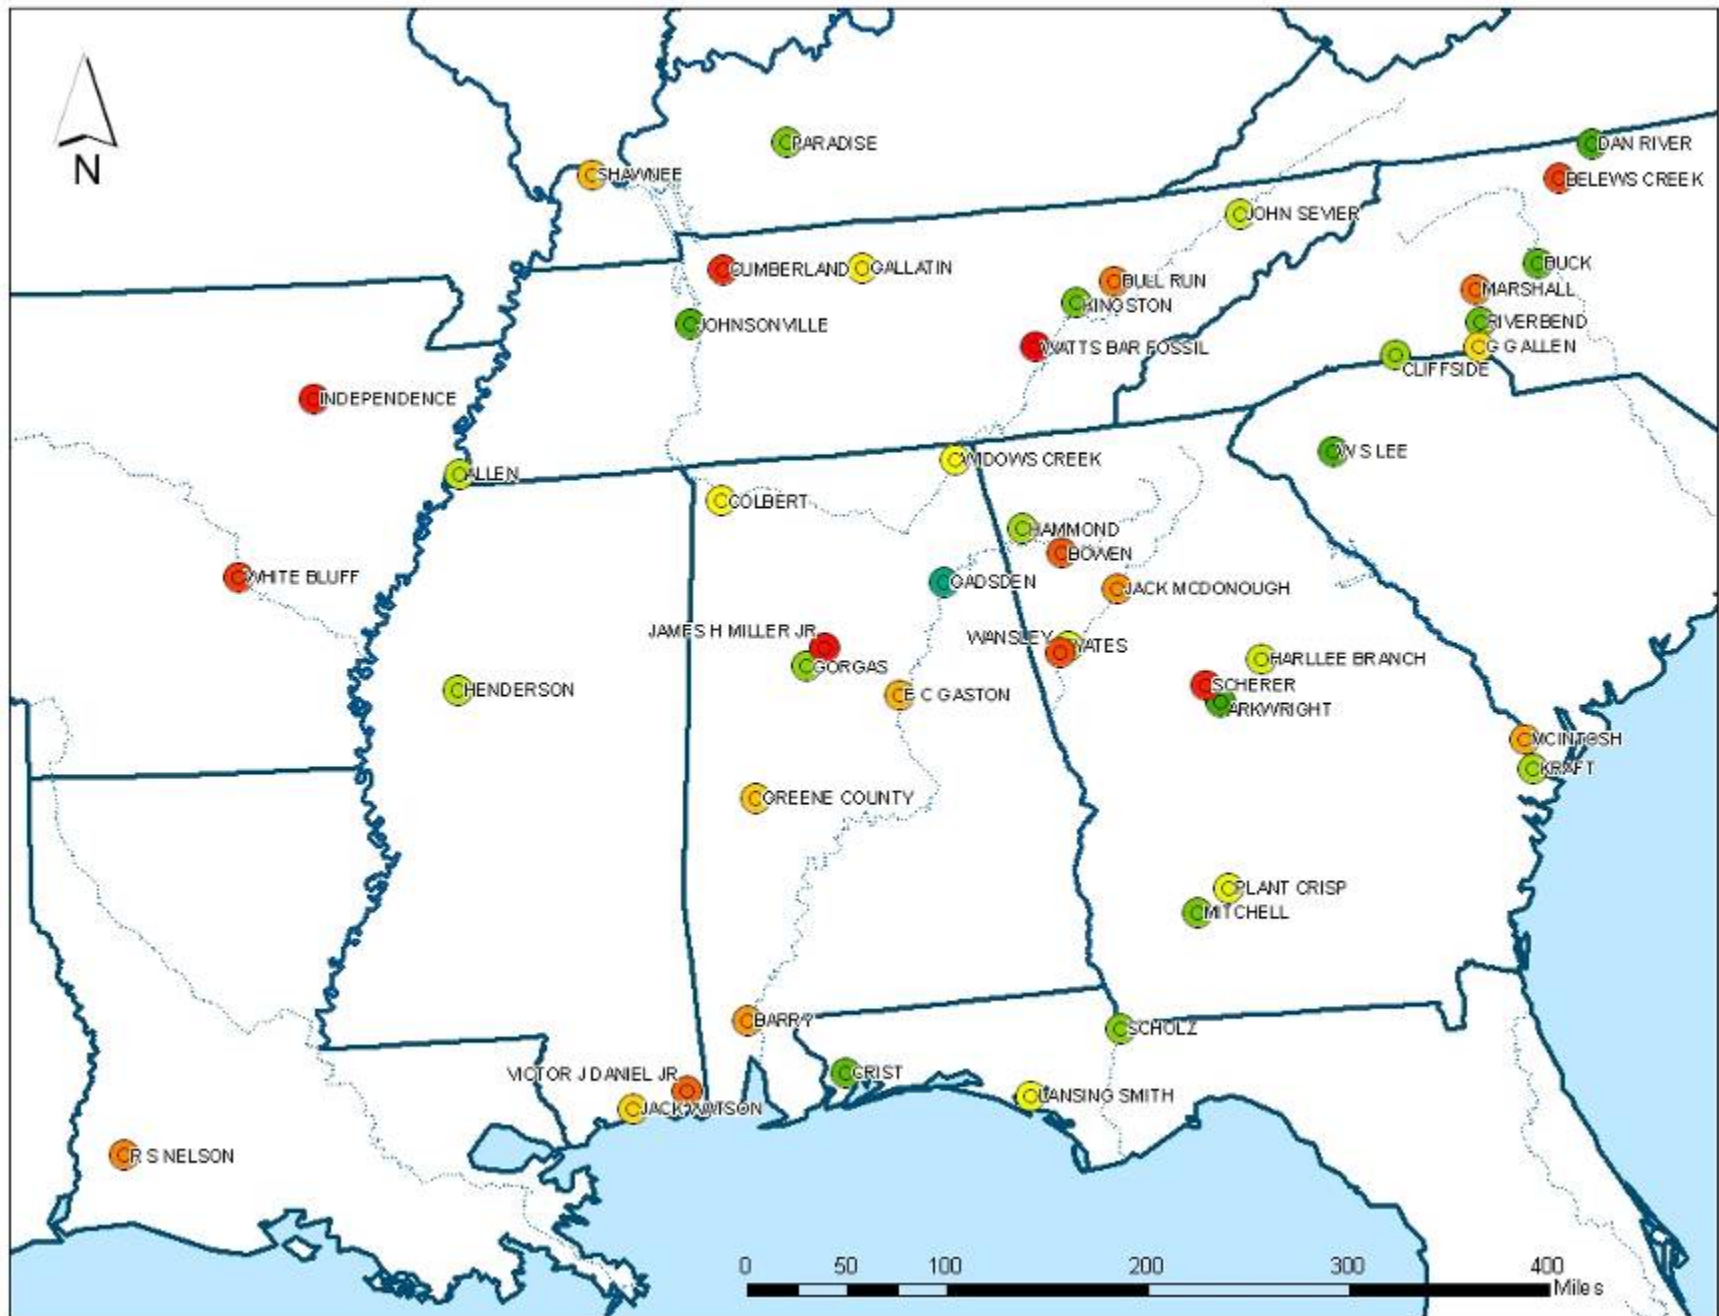 N
PARADISE
DAN RIVER
SHAWNEE
BELEWS CREEK
JOHN SEVIER
CUMBERLAND
GALLATIN
BUCK
BULL RUN
MARSHALL
KINGSTON
JOHNSONVILLE
RIVERBEND
WATTS BAR FOSSIL
G G ALLEN
CLIFFSIDE
INDEPENDENCE
W S LEE
WIDOWS CREEK
ALLEN
COLBERT
HAMMOND
BOWEN
WHITE BLUFF
GADSDEN
JACK MCDONOUGH
JAMES H MILLER JR
WANSLEY
YATES
GORGAS
HARLLEE BRANCH
SCHERER
HENDERSON
E C GASTON
ARKWRIGHT
MCINTOSH
KRAFT
GREENE COUNTY
PLANT CRISP
MITCHELL
BARRY
SCHOLZ
VICTOR J DANIEL JR
CRIST
LANSING SMITH
JACK WATSON
R S NELSON
0 50 100 200 300 400
Miles